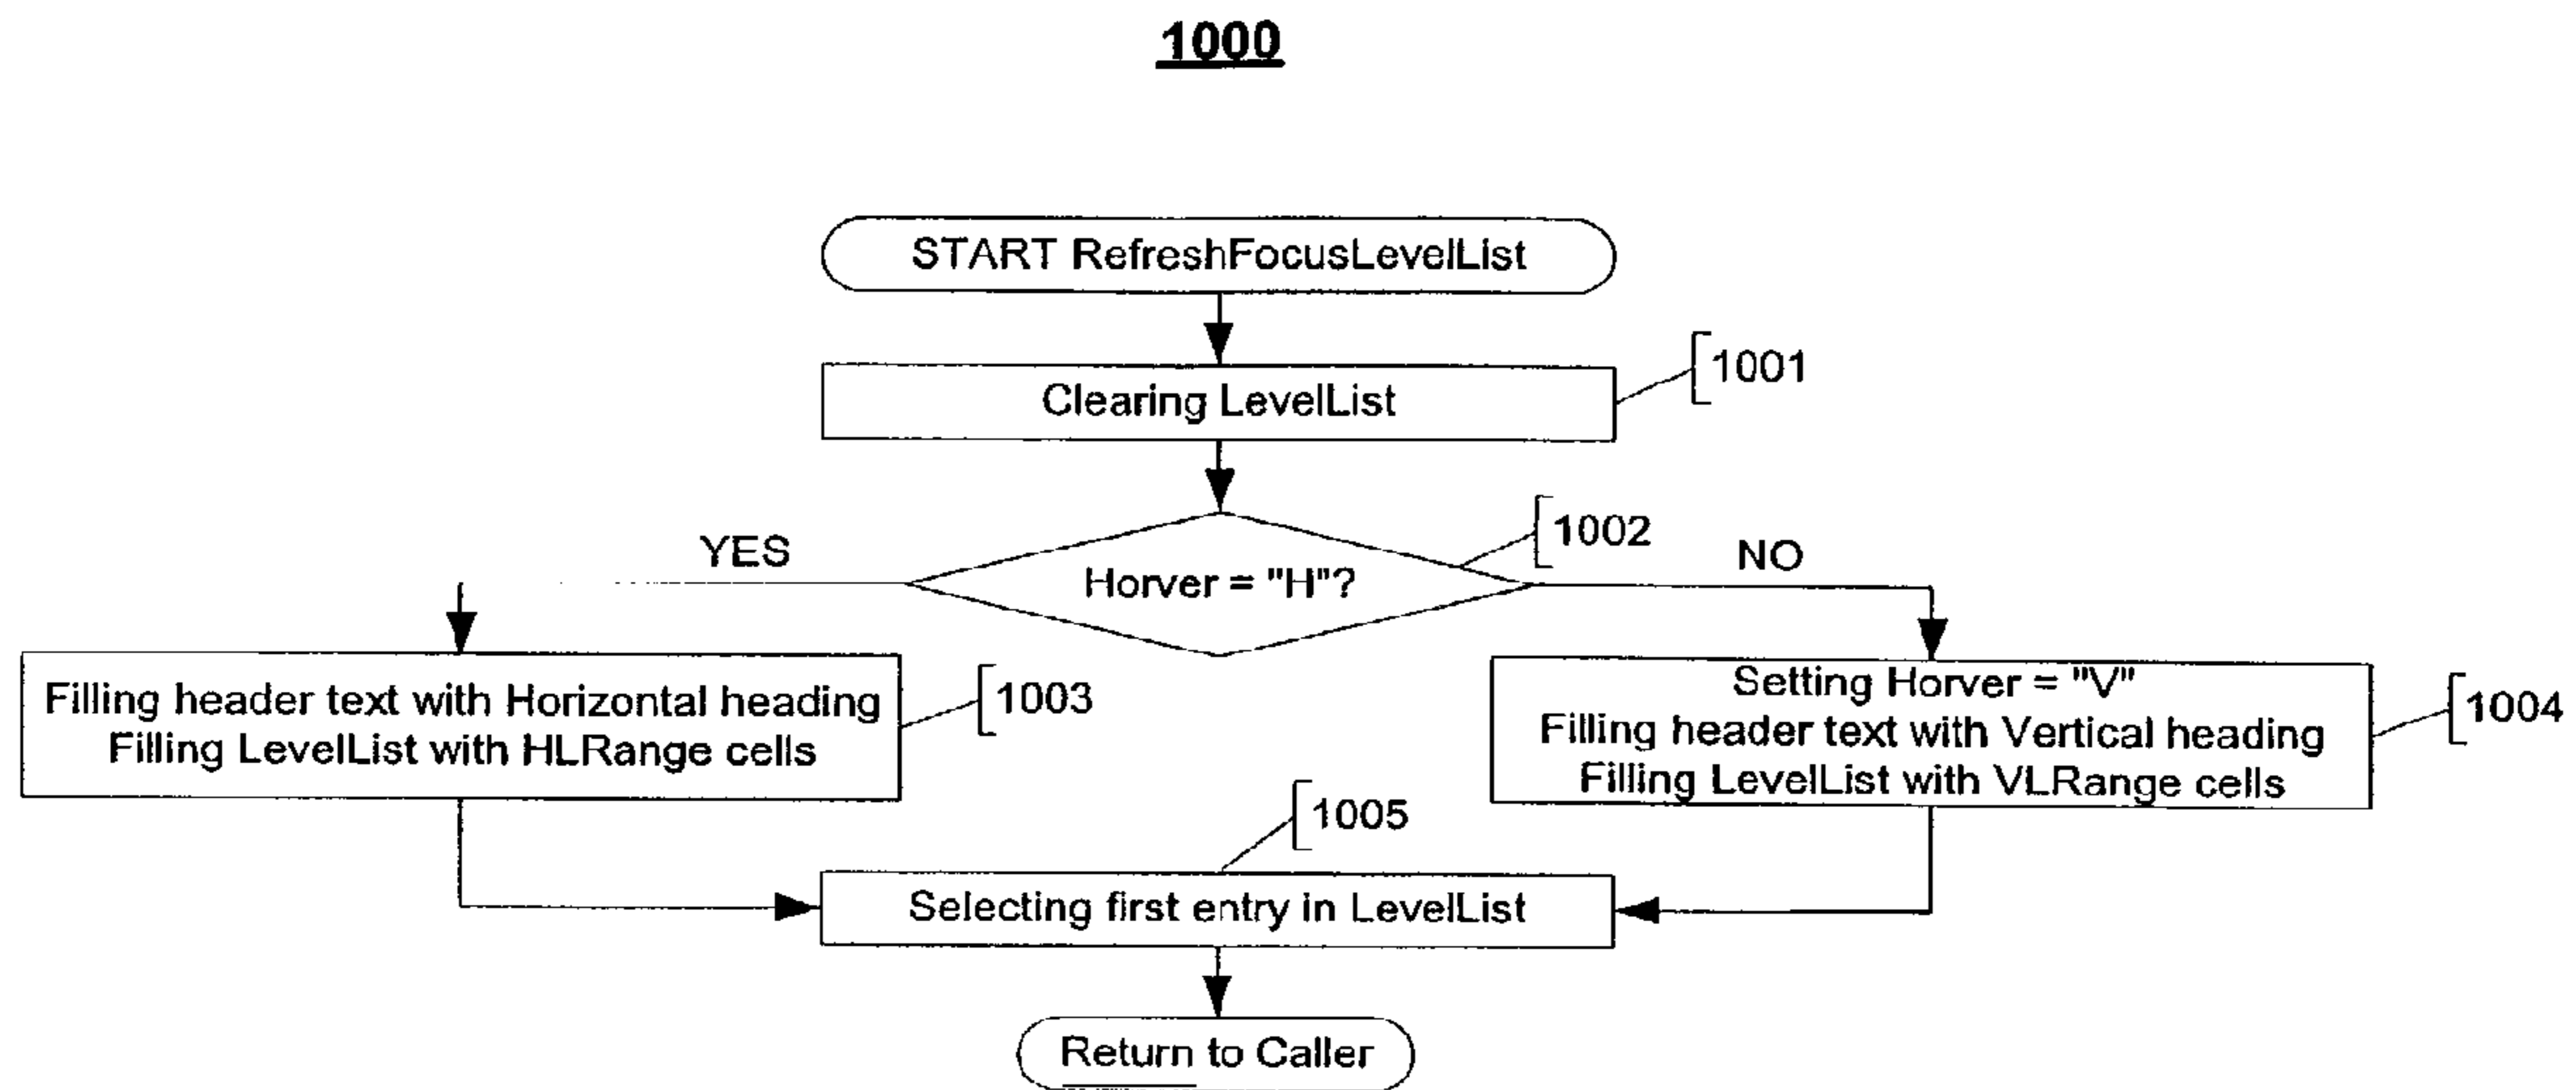 1000
START RefreshFocusLevelList
Clearing LevelList
1001
Horver = "H"?
1002
YES
NO
Filling header text with Horizontal heading
Filling LevelList with HLRange cells
1003
Setting Horver = "V"
Filling header text with Vertical heading
Filling LevelList with VLRange cells
1004
1005
Selecting first entry in LevelList
Return to Caller